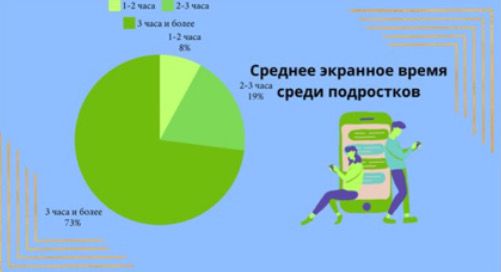 1-2 часа 2-3 часа
3 часа и более
1-2 часа
8%
2-3 часа
19%
Среднее экранное время
среди подростков
3 часа и более
73%